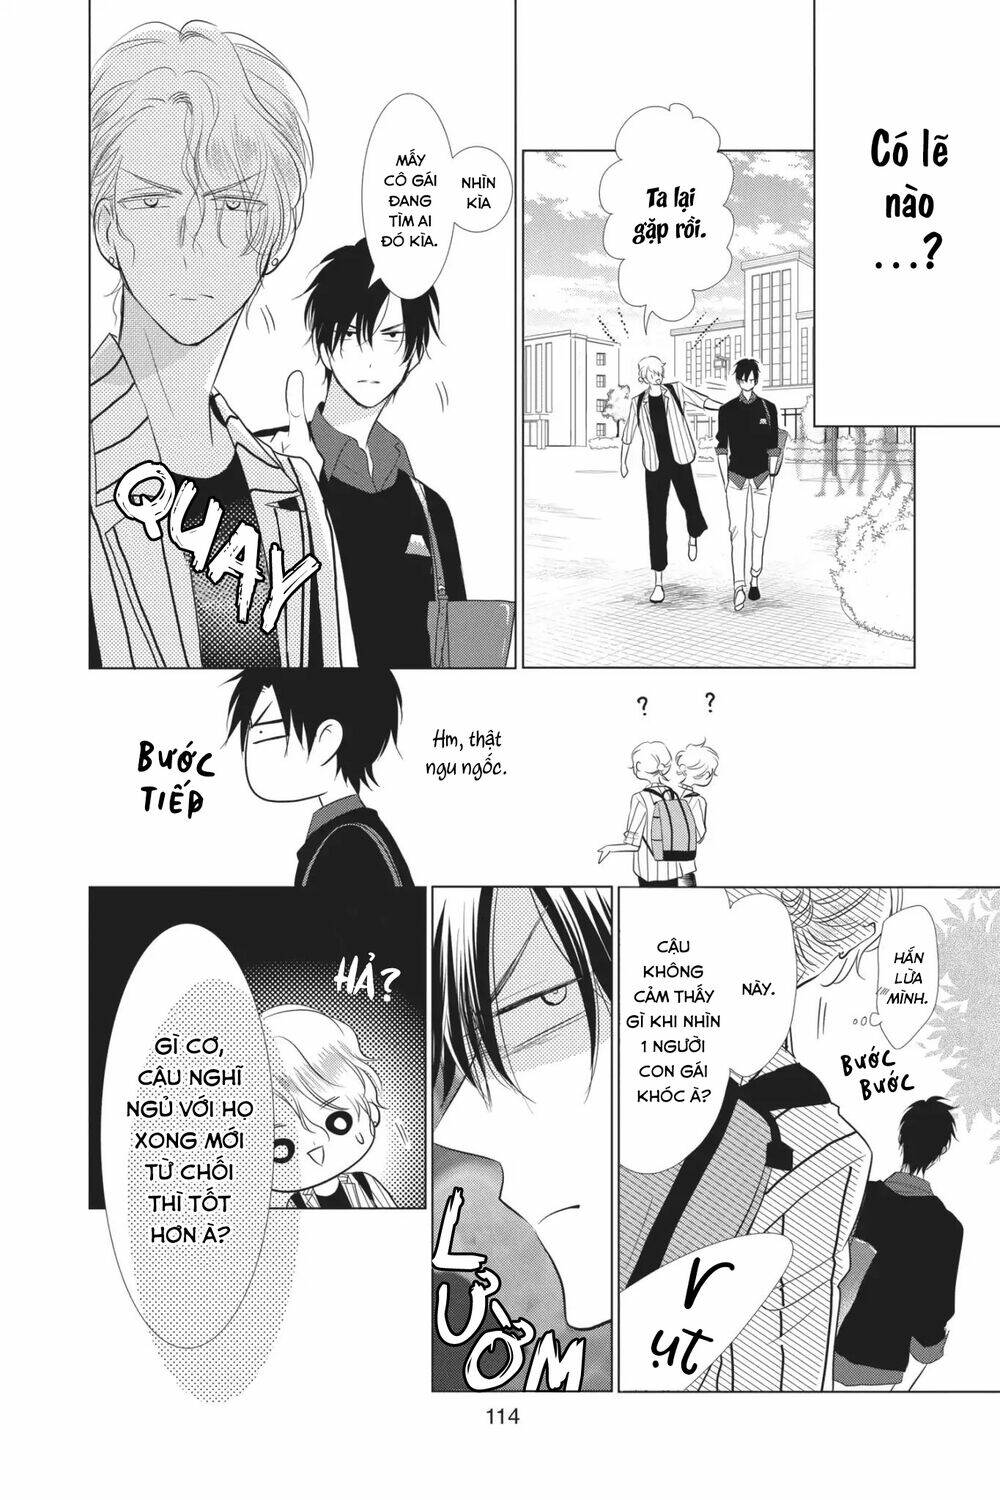 Có lẽ
nào
...?
Ta lại
gặp rồi.
NHÌN
KÌA
MẤY
CÔ GÁI
ĐANG
TÌM AI
ĐÓ KÌA.
QUAY
?
?
Hm, thật
ngu ngốc.
BƯỚC
TIẾP
HẮN
LỪA
MÌNH.
BƯỚC
BƯỚC
NÀY.
CẬU
KHÔNG
CẢM THẤY
GÌ KHI NHÌN
1 NGƯỜI
CON GÁI
KHÓC À?
rụt
LƯỜM
HẢ?
GÌ CƠ,
CÂU NGHĨ
NGỦ VỚI HỌ
XONG MỚI
TỪ CHỐI
THÌ TỐT
HƠN À?
114